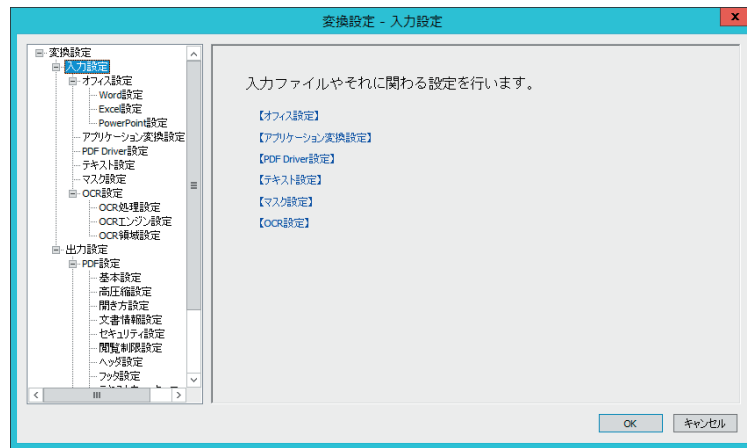 変換設定 - 入力設定
x
変換設定
入力設定
オフィス設定
Word設定
Excel設定
PowerPoint設定
アプリケーション変換設定
PDF Driver設定
テキスト設定
マスク設定
OCR設定
OCR処理設定
OCRエンジン設定
OCR領域設定
出力設定
PDF設定
基本設定
高圧縮設定
開き方設定
文書情報設定
セキュリティ設定
閲覧制限設定
ヘッダ設定
フッタ設定
入力ファイルやそれに関わる設定を行います。
【オフィス設定】
【アプリケーション変換設定】
【PDF Driver設定】
【テキスト設定】
【マスク設定】
【OCR設定】
OK
キャンセル